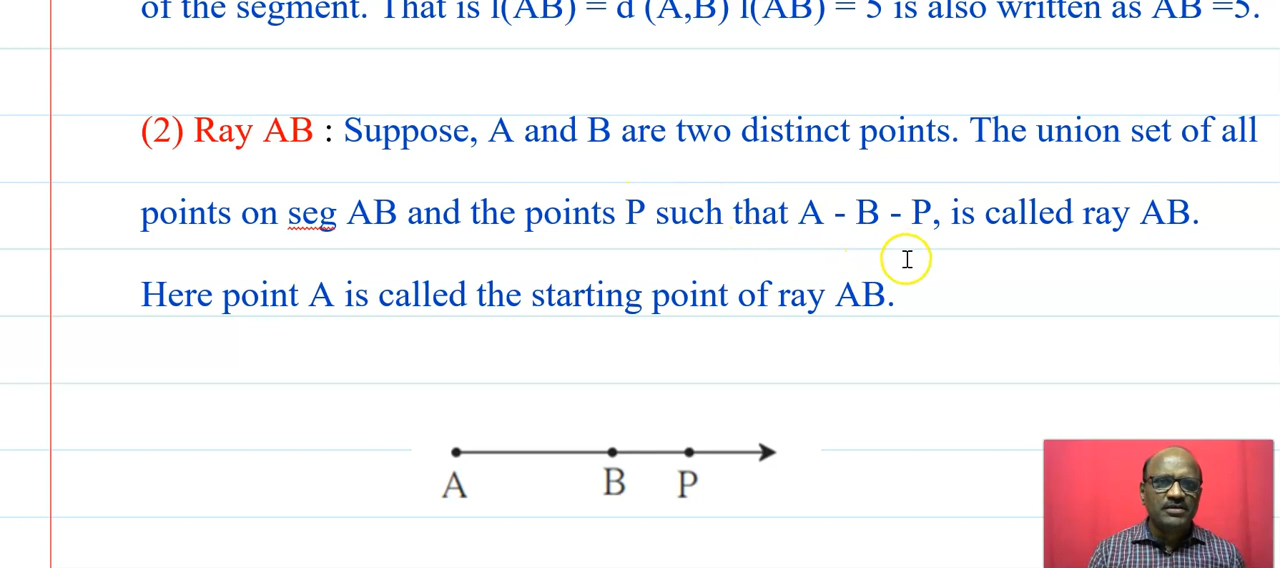 of the segment. That is l(AB) = d (A,B) l(AB) = 5 is also written as AB =5.
(2) Ray AB : Suppose, A and B are two distinct points. The union set of all
points on seg AB and the points P such that A - B - P, is called ray AB.
Here point A is called the starting point of ray AB.
A B P